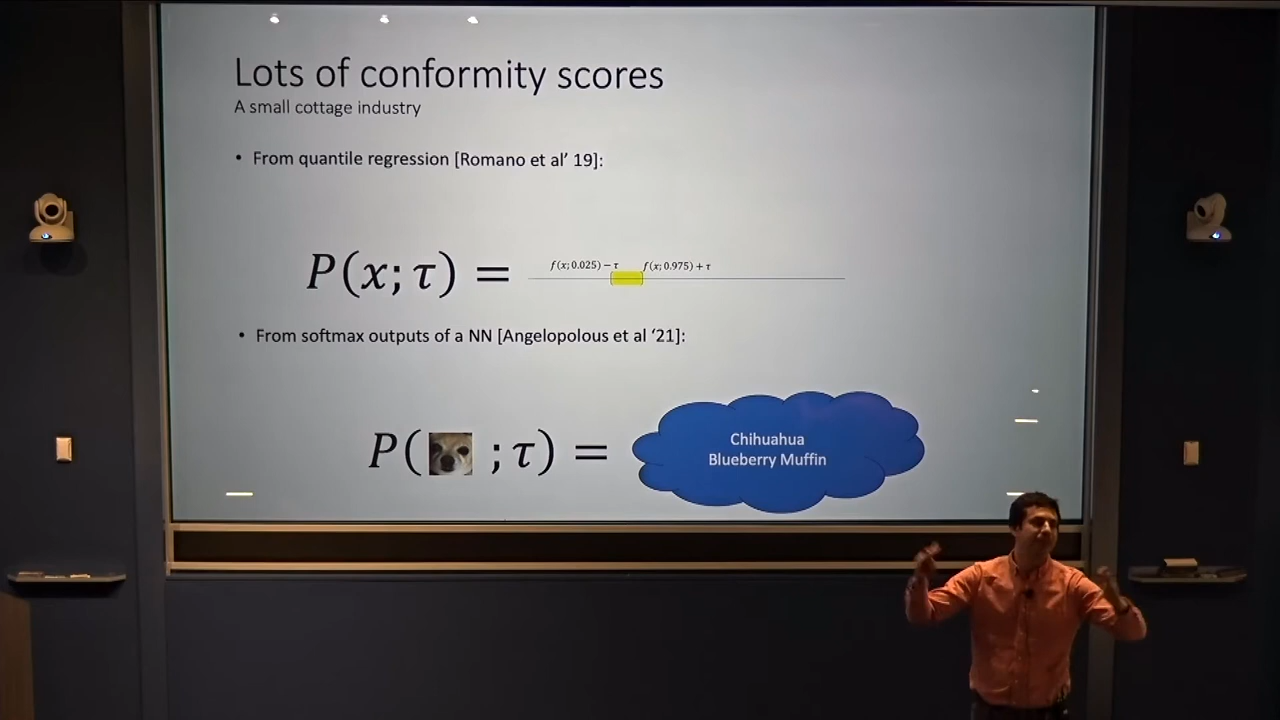 Lots of conformity scores
A small cottage industry
• From quantile regression [Romano et al’ 19]:
f(x; 0.025) − τ f(x; 0.975) + τ
P(x; τ) =
• From softmax outputs of a NN [Angelopolous et al ‘21]:
Chihuahua
P( ; τ) =
Blueberry Muffin